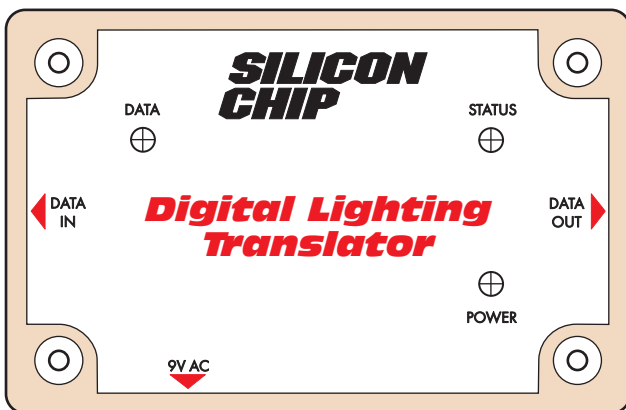 SILICON
CHIP
DATA
STATUS
DATA
IN
Digital Lighting
Translator
DATA
OUT
POWER
9V AC